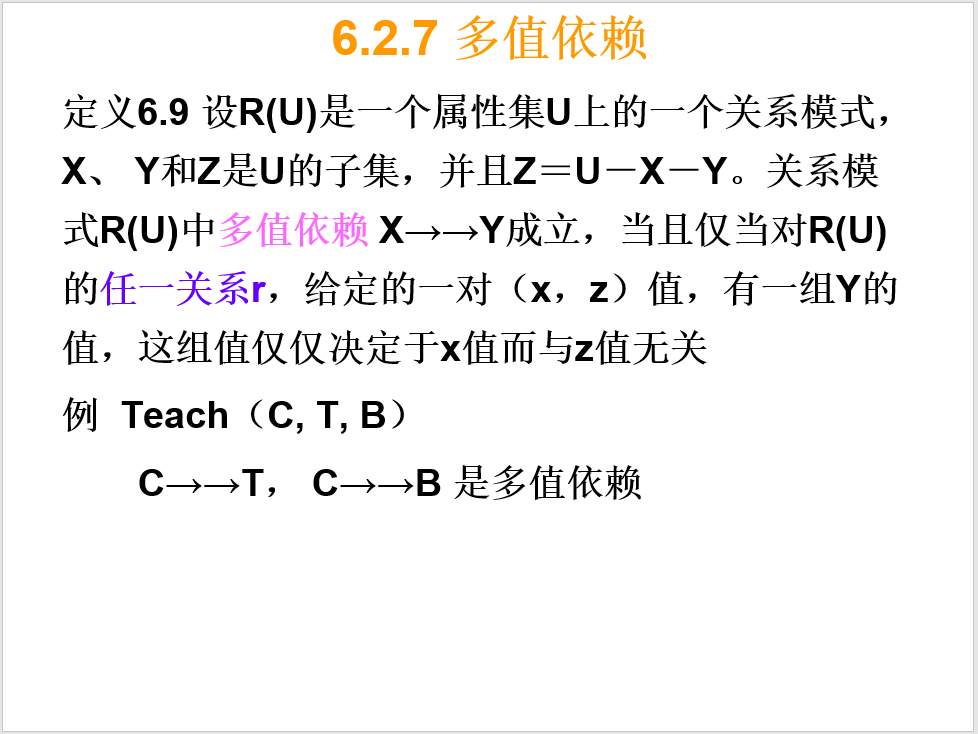 6.2.7 多值依赖
定义6.9 设R(U)是一个属性集U上的一个关系模式，
X、 Y和Z是U的子集，并且Z＝U－X－Y。关系模
式R(U)中多值依赖 X→→Y成立，当且仅当对R(U)
的任一关系r，给定的一对（x，z）值，有一组Y的
值，这组值仅仅决定于x值而与z值无关
例 Teach（C, T, B）
C→→T， C→→B 是多值依赖